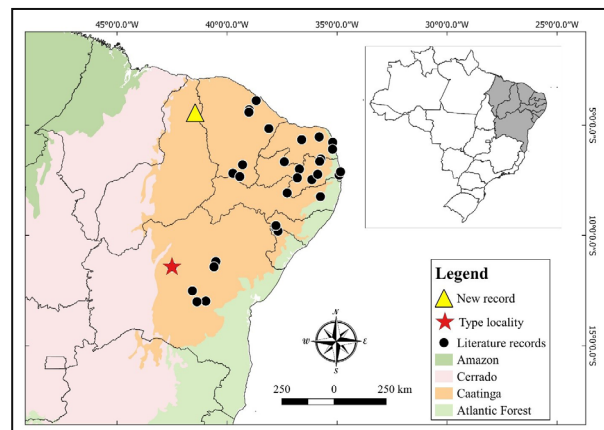 45°0'0.0"W 40°0'0.0"W 35°0'0.0"W 30°0'0.0"W 25°0'0.0"W
5°0'0.0"S
10°0'0.0"S
15°0'0.0"S
Legend
New record
Type locality
Literature records
Amazon
Cerrado
Caatinga
Atlantic Forest
N
W E
S
250 0 250 km